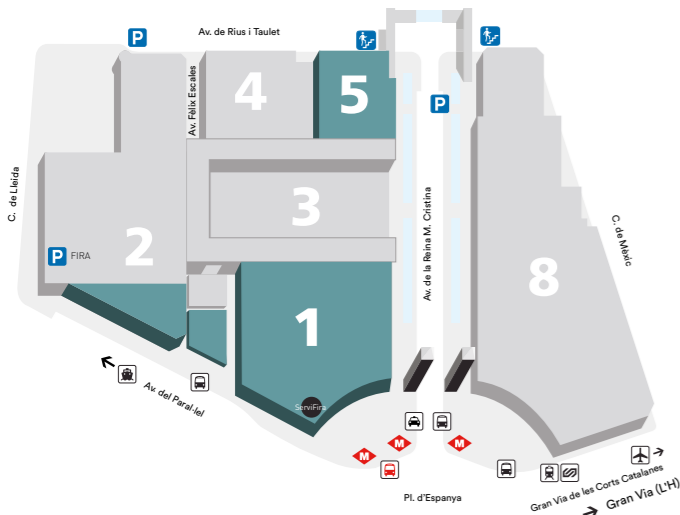 Av. de Rius i Taulet
P
P
4
5
Av. Fèlix Escales
C. de Lleida
3
Av. de la Reina M. Cristina
C. de Mèxic
2
P FIRA
8
1
ServiFira
Av. del Paral·lel
M
M
M
Pl. d'Espanya
Gran Via de les Corts Catalanes
Gran Via (L'H)